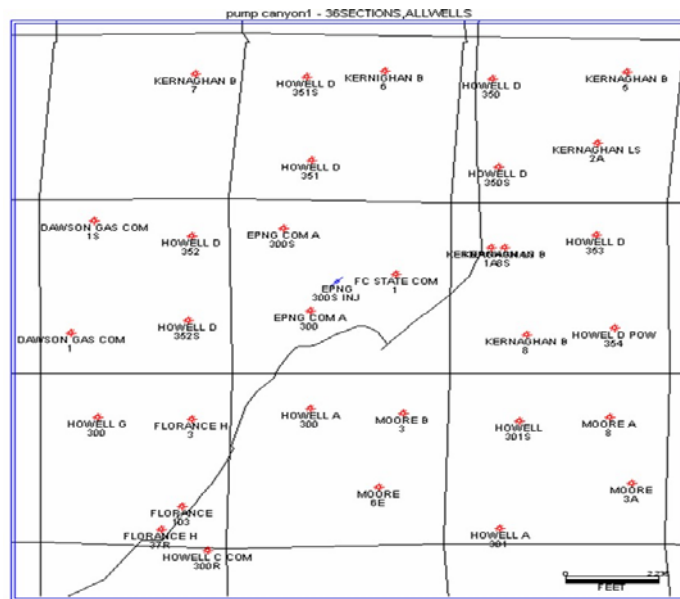 pump canyon1 - 36SECTIONS,ALLWELLS
KERNAGHAN B
7
HOWELL D
351S
KERNIGHAN B
6
HOWELL D
350
KERNAGHAN B
5
KERNAGHAN LS
2A
HOWELL D
351
HOWELL D
350S
DAWSON GAS COM
1S
HOWELL D
352
EPNG COM A
300S
HOWELL D
353
EPNG
300S INJ
FC STATE COM
1
EPNG COM A
300
HOWELL D
352S
DAWSON GAS COM
1
KERNAGHAN B
8
HOWEL D POW
354
HOWELL G
300
FLORANCE H
3
HOWELL A
300
MOORE B
3
HOWELL
301S
MOORE A
8
MOORE
6E
MOORE
3A
FLORANCE
103
FLORANCE H
37R
HOWELL C COM
300R
HOWELL A
301
0
FEET